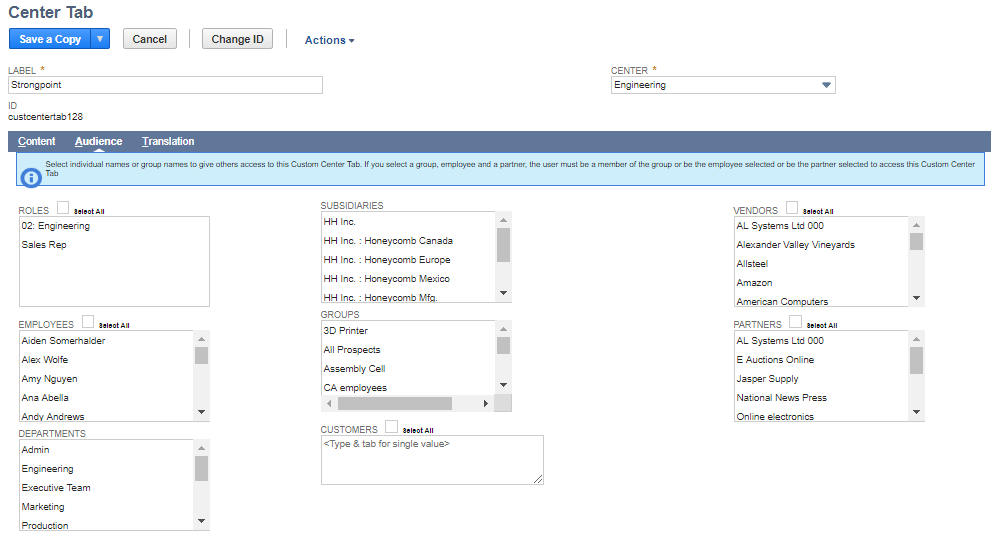 Center Tab
Save a Copy
Cancel
Change ID
Actions
LABEL *
Strongpoint
CENTER *
Engineering
ID
custcentertab128
Content
Audience
Translation
Select individual names or group names to give others access to this Custom Center Tab. If you select a group, employee and a partner, the user must be a member of the group or be the employee selected or be the partner selected to access this Custom Center
Tab
ROLES
Select All
02: Engineering
Sales Rep
SUBSIDIARIES
HH Inc.
HH Inc. : Honeycomb Canada
HH Inc. : Honeycomb Europe
HH Inc. : Honeycomb Mexico
HH Inc. : Honeycomb Mfg.
VENDORS
Select All
AL Systems Ltd 000
Alexander Valley Vineyards
Allsteel
Amazon
American Computers
EMPLOYEES
Select All
Aiden Somerhalder
Alex Wolfe
Amy Nguyen
Ana Abella
Andy Andrews
GROUPS
3D Printer
All Prospects
Assembly Cell
CA employees
PARTNERS
Select All
AL Systems Ltd 000
E Auctions Online
Jasper Supply
National News Press
Online electronics
DEPARTMENTS
Admin
Engineering
Executive Team
Marketing
Production
CUSTOMERS
Select All
<Type & tab for single value>